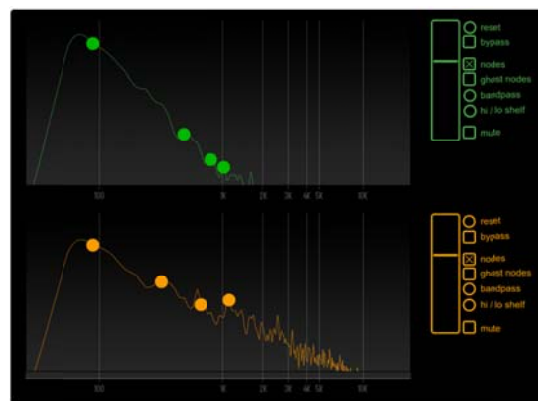 reset
bypass
nodes
ghost nodes
bandpass
hi / lo shelf
mute
100
1K
2K
3K
4K
5K
10K
reset
bypass
nodes
ghost nodes
bandpass
hi / lo shelf
mute
100
1K
2K
3K
4K
5K
10K